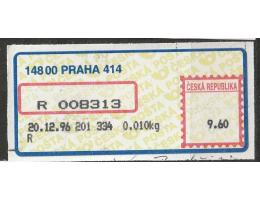 14800 PRAHA 414
R 008313
ČESKÁ REPUBLIKA
20.12.96 201 334 0.010kg
9.60
R